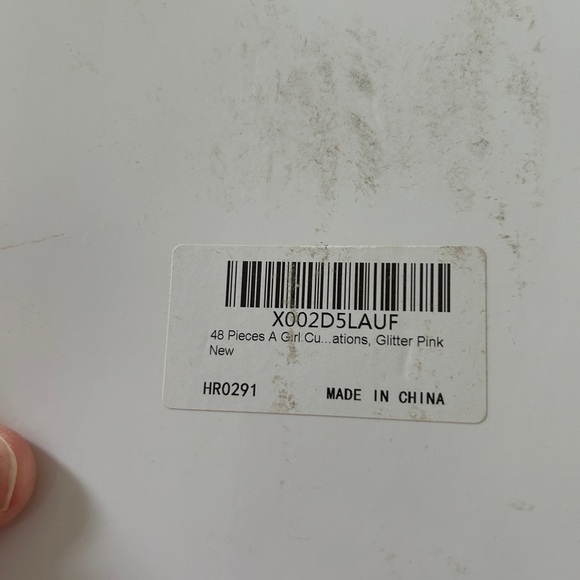 X002D5LAUF
48 Pieces A Girl Cu...ations, Glitter Pink
New
HR0291 MADE IN CHINA